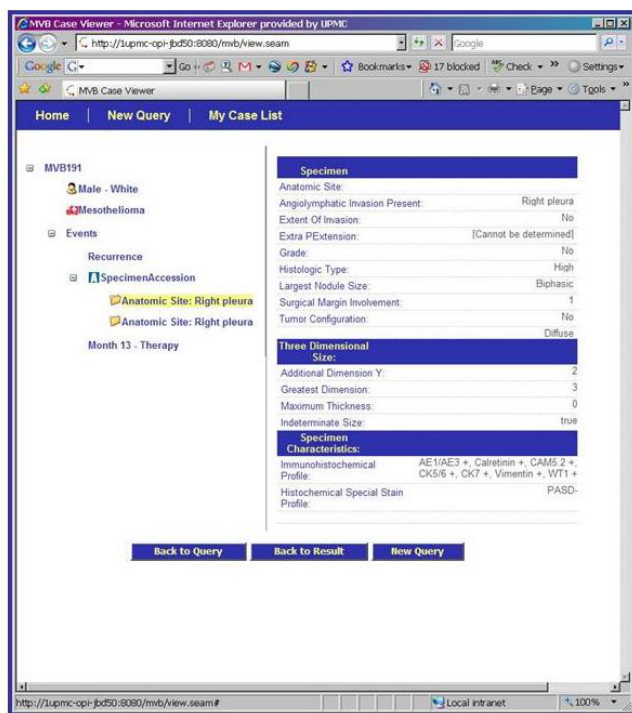 MVB Case Viewer - Microsoft Internet Explorer provided by UPMC
http://1upmc-opi-jbd50:8080/mvb/view.seam
Google
Google G Go Bookmarks 17 blocked Check Settings
MVB Case Viewer Page Tools
Home New Query My Case List
MVB191
Male - White
Mesothelioma
Events
Recurrence
SpecimenAccession
Anatomic Site: Right pleura
Anatomic Site: Right pleura
Month 13 - Therapy
Specimen
Anatomic Site:
Angiolymphatic Invasion Present: Right pleura
Extent Of Invasion: No
Extra PExtension: [Cannot be determined]
Grade: No
Histologic Type: High
Largest Nodule Size: Biphasic
Surgical Margin Involvement: 1
Tumor Configuration: No
Diffuse
Three Dimensional
Size:
Additional Dimension Y: 2
Greatest Dimension: 3
Maximum Thickness: 0
Indeterminate Size: true
Specimen
Characteristics:
Immunohistochemical AE1/AE3 +, Calretinin +, CAM5.2 +,
Profile: CK5/6 +, CK7 +, Vimentin +, WT1 +
Histochemical Special Stain PASD-
Profile:
Back to Query Back to Result New Query
http://1upmc-opi-jbd50:8080/mvb/view.seam# Local intranet 100%